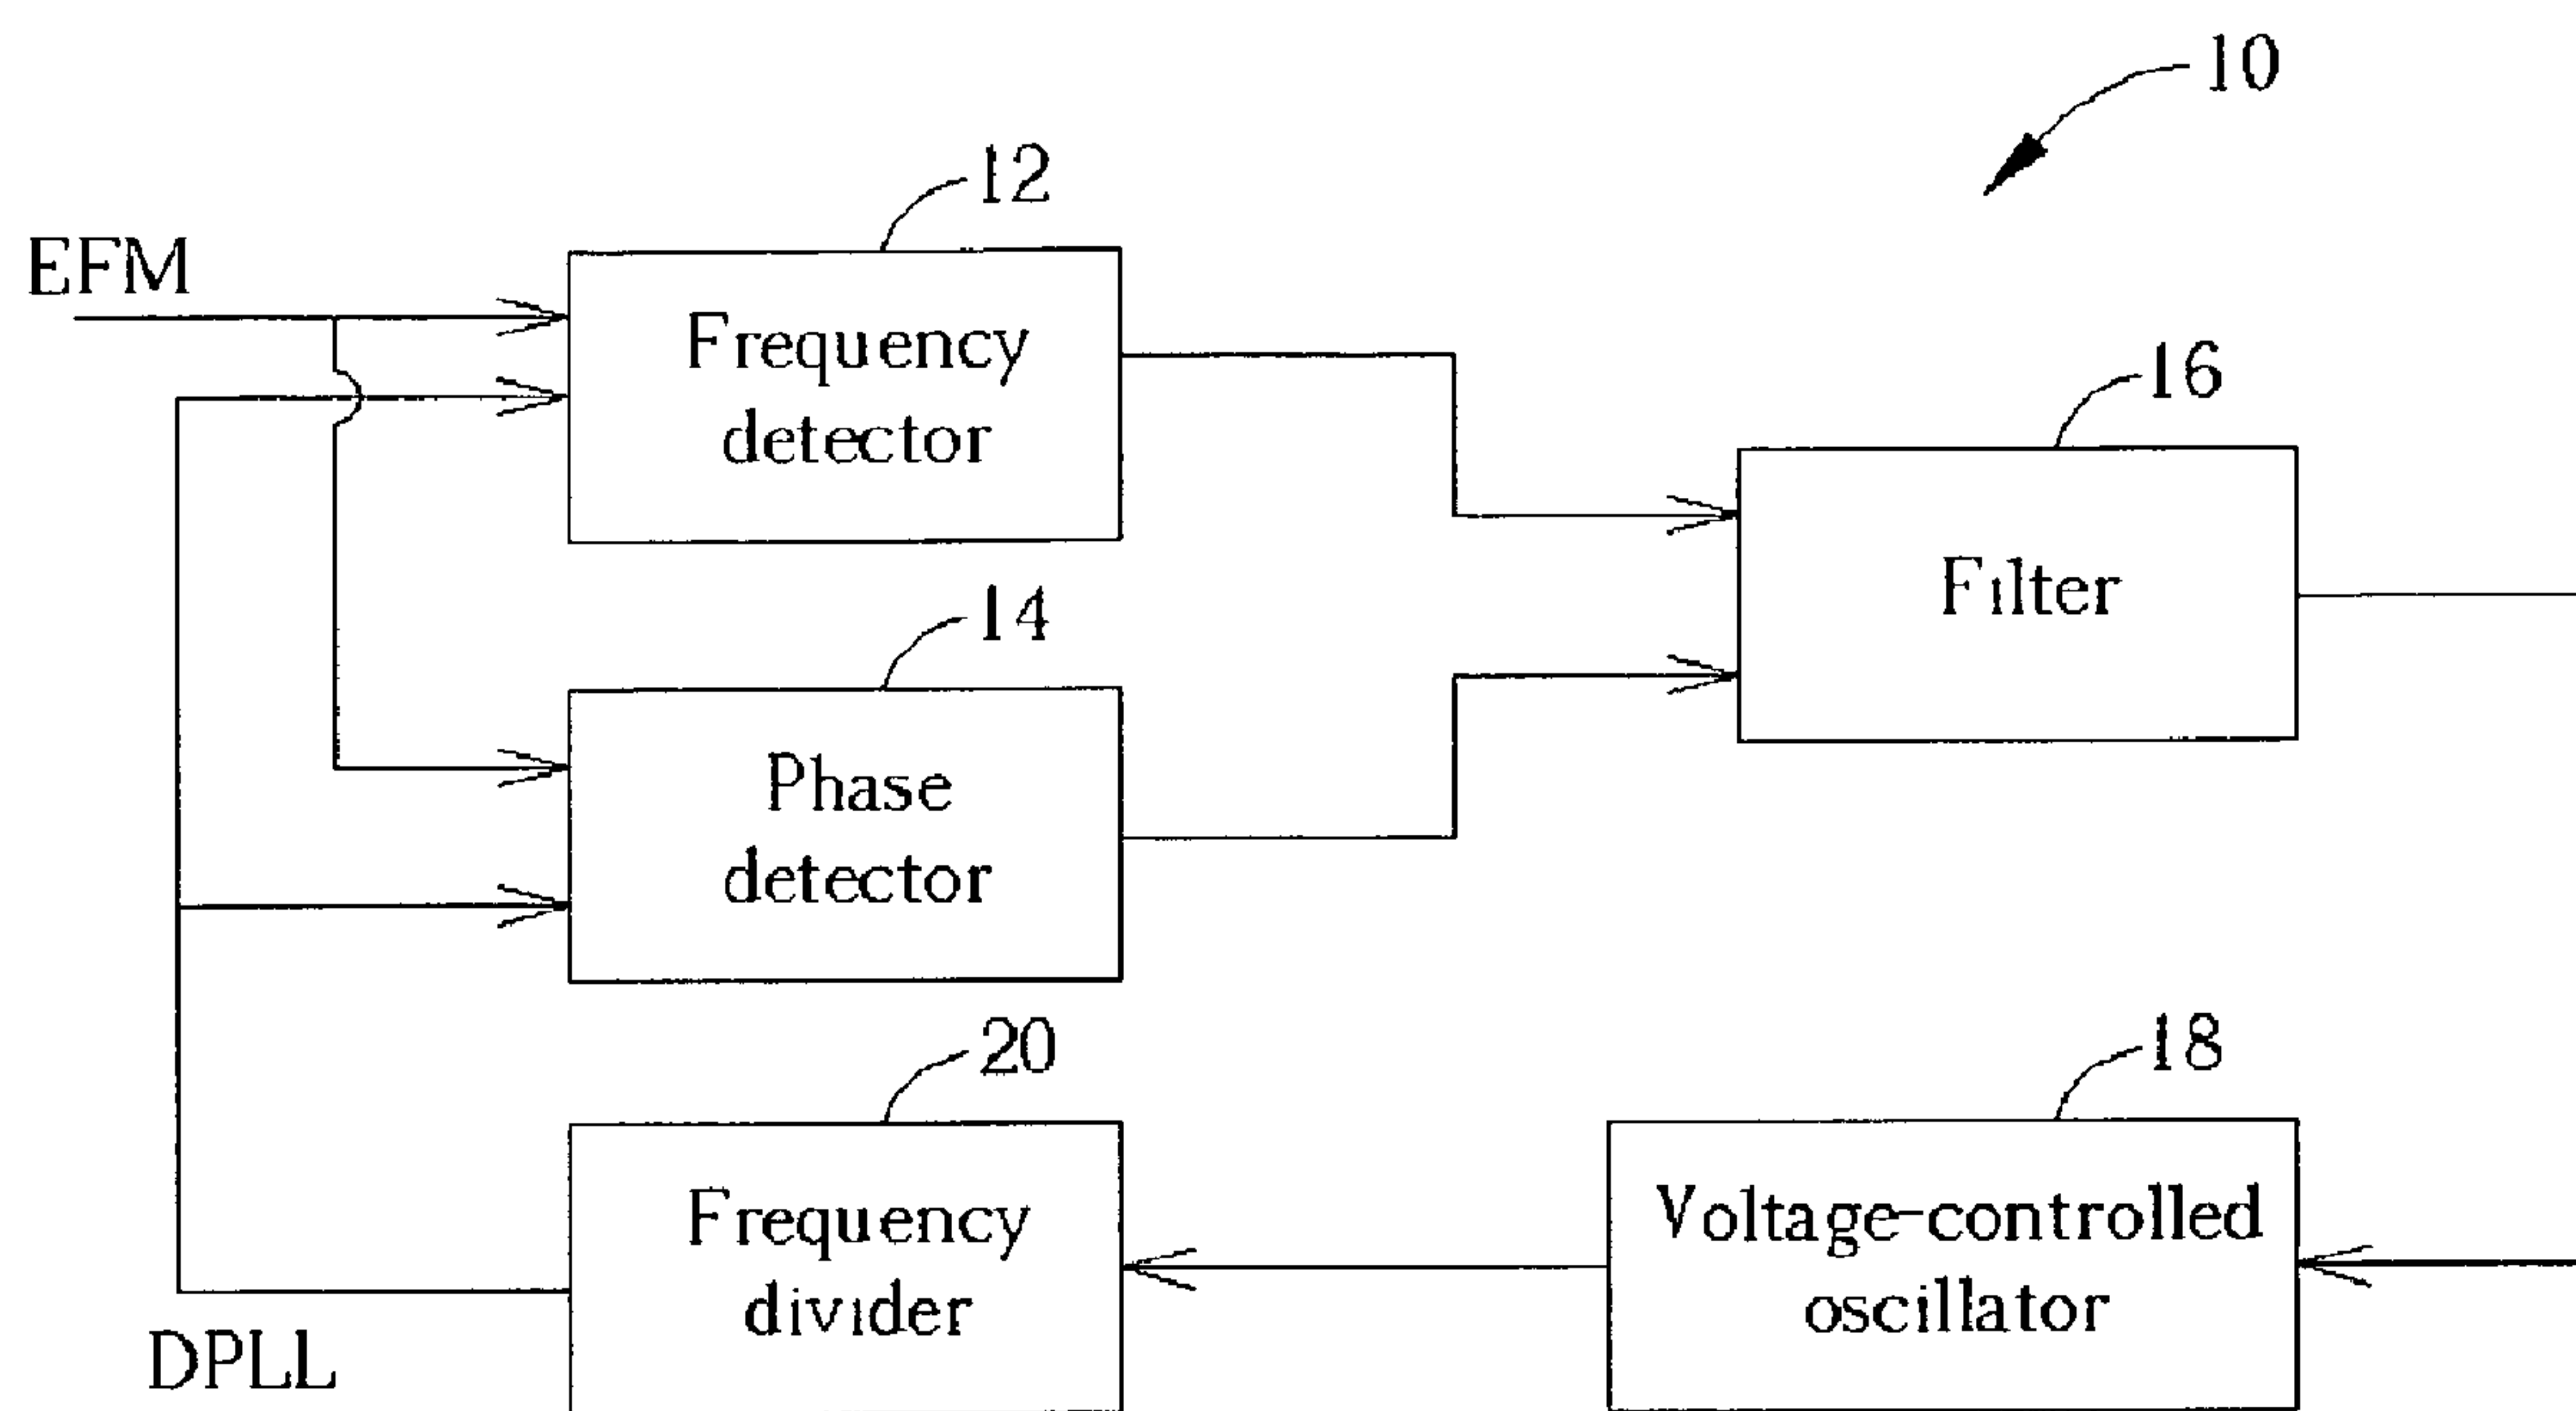 10
12
EFM
Frequency
detector
16
Filter
14
Phase
detector
20
18
Frequency
divider
Voltage-controlled
oscillator
DPLL